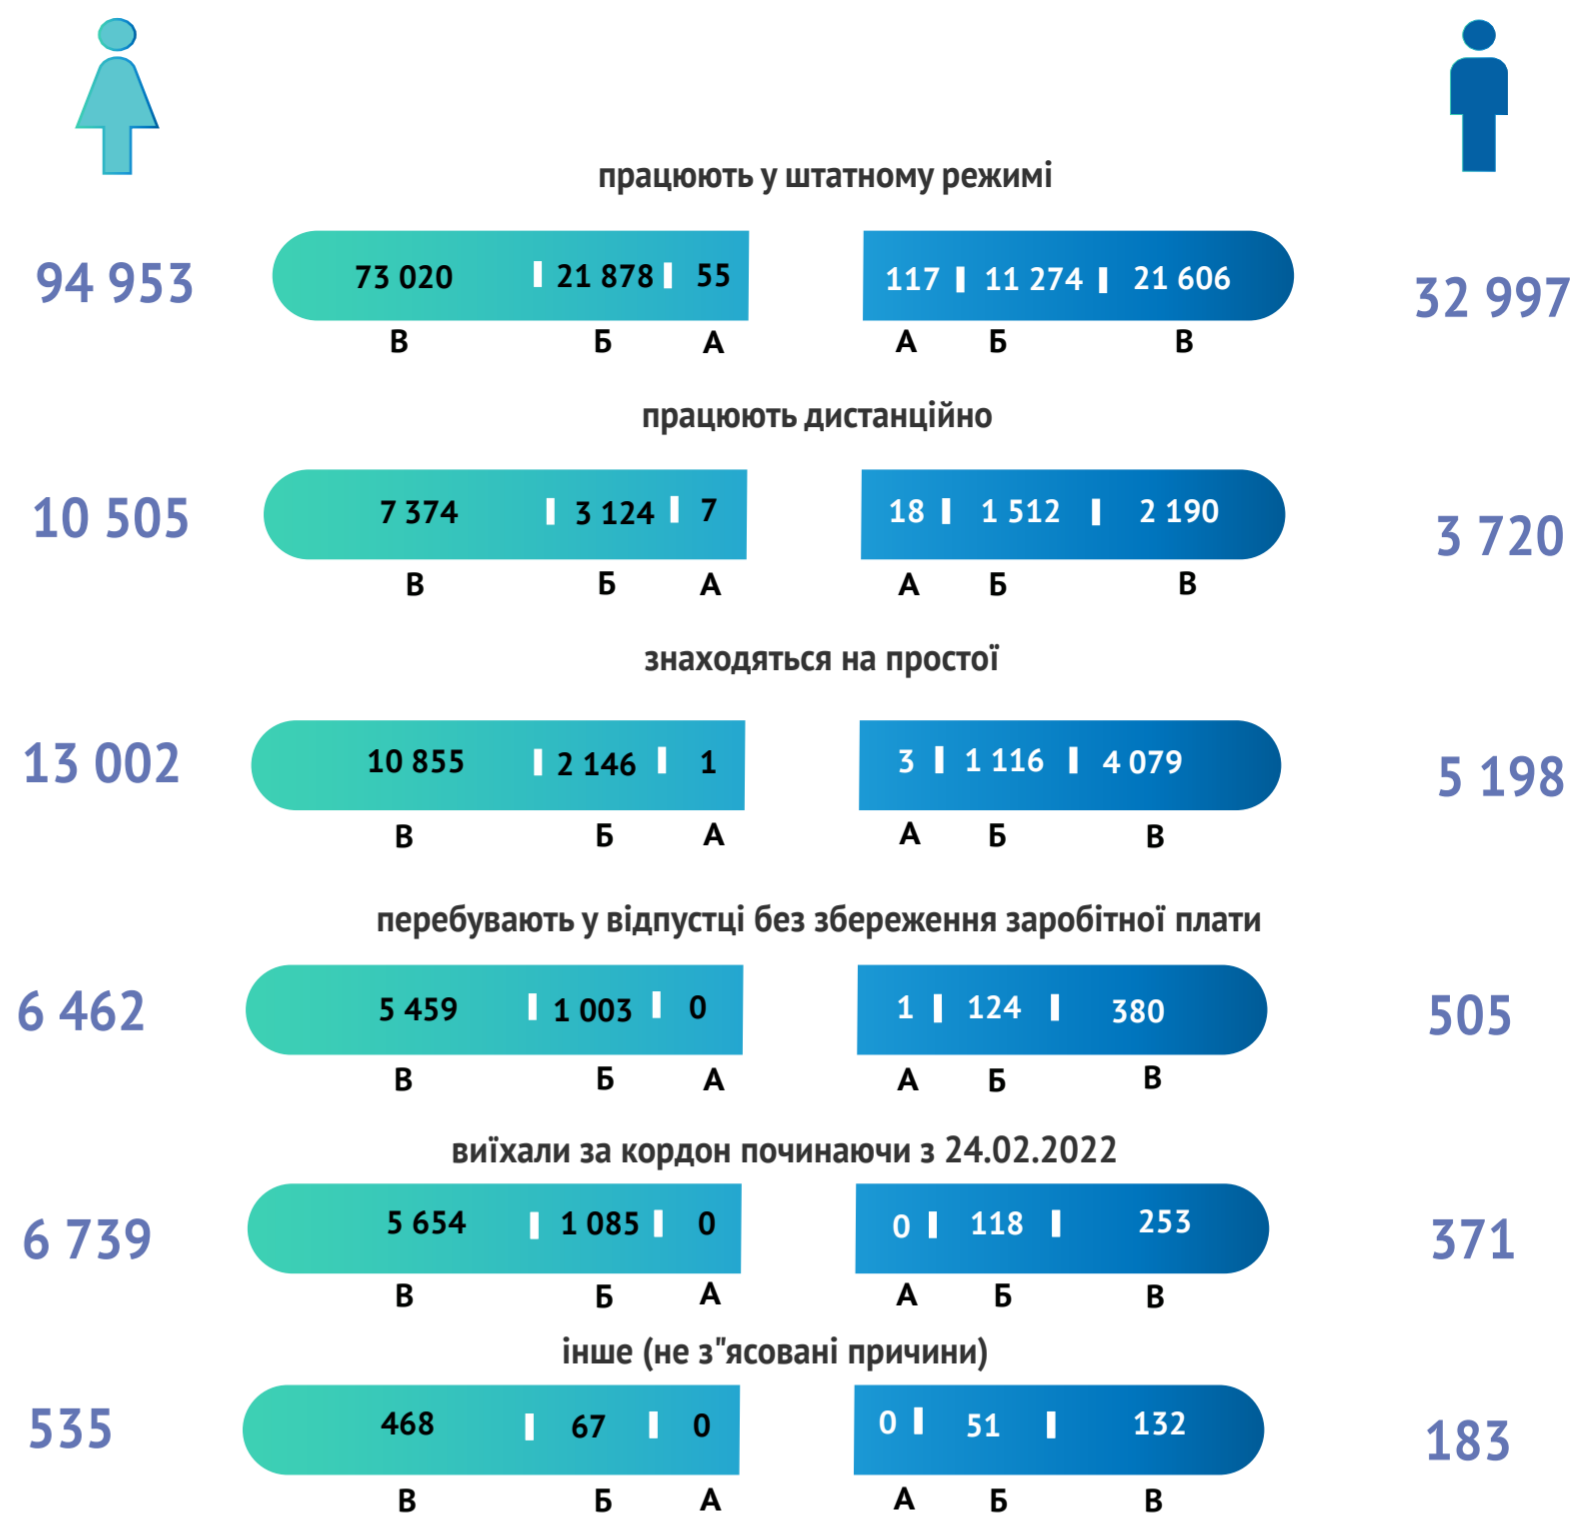 працюють у штатному режимі
94 953 73 020 21 878 55 117 11 274 21 606 32 997
В Б А А Б В
працюють дистанційно
10 505 7 374 3 124 7 18 1 512 2 190 3 720
В Б А А Б В
знаходяться на простої
13 002 10 855 2 146 1 3 1 116 4 079 5 198
В Б А А Б В
перебувають у відпустці без збереження заробітної плати
6 462 5 459 1 003 0 1 124 380 505
В Б А А Б В
виїхали за кордон починаючи з 24.02.2022
6 739 5 654 1 085 0 0 118 253 371
В Б А А Б В
інше (не з"ясовані причини)
535 468 67 0 0 51 132 183
В Б А А Б В